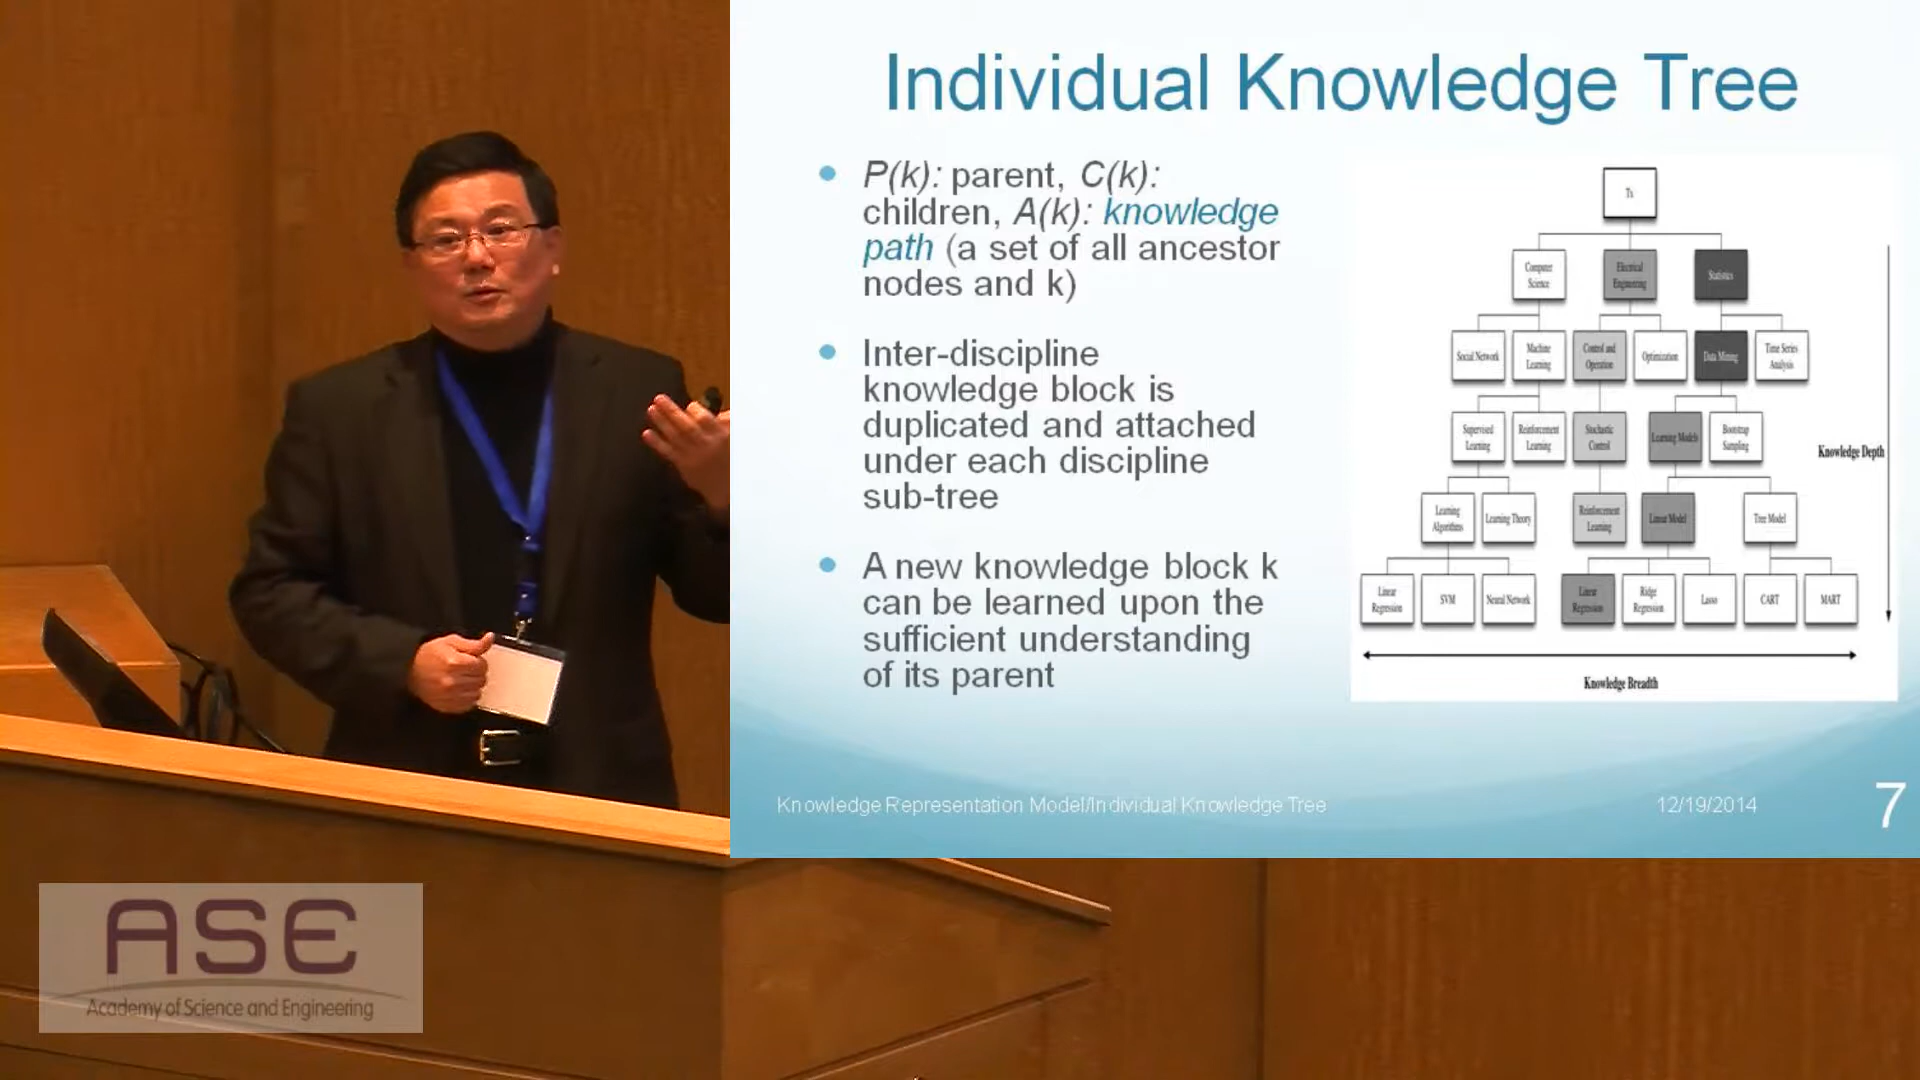 Individual Knowledge Tree
• P(k): parent, C(k):
children, A(k): knowledge
path (a set of all ancestor
nodes and k)
• Inter-discipline
knowledge block is
duplicated and attached
under each discipline
sub-tree
• A new knowledge block k
can be learned upon the
sufficient understanding
of its parent
Computer
Science
Electrical
Engineering
Statistics
Social Network
Machine
Learning
Control and
Operation
Optimization
Data Mining
Time Series
Analysis
Supervised
Learning
Reinforcement
Learning
Stochastic
Control
Learning Models
Bootstrap
Sampling
Learning
Algorithms
Learning Theory
Reinforcement
Learning
Linear Model
Tree Model
Linear
Regression
SVM
Neural Network
Linear
Regression
Ridge
Regression
Lasso
CART
MART
Knowledge Depth
Knowledge Breadth
Knowledge Representation Model/Individual Knowledge Tree
12/19/2014
7
ASE
Academy of Science and Engineering